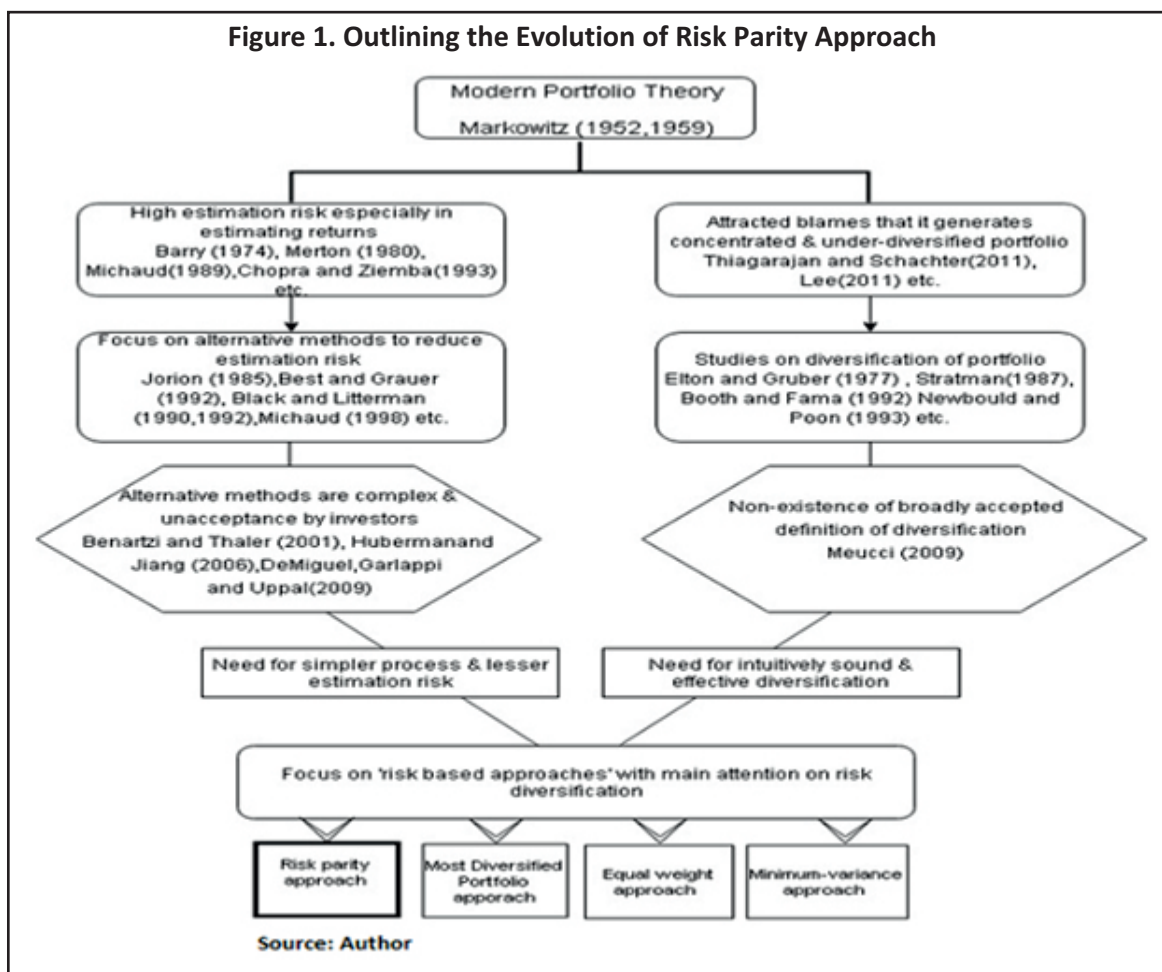 Figure 1. Outlining the Evolution of Risk Parity Approach
Modern Portfolio Theory
Markowitz (1952,1959)
High estimation risk especially in
estimating returns
Barry (1974), Merton (1980),
Michaud(1989),Chopra and Ziemba(1993)
etc.
Attracted blames that it generates
concentrated & under-diversified portfolio
Thiagarajan and Schachter(2011),
Lee(2011) etc.
Focus on alternative methods to reduce
estimation risk
Jorion (1985),Best and Grauer
(1992), Black and Litterman
(1990,1992),Michaud (1998) etc.
Studies on diversification of portfolio
Elton and Gruber (1977) , Stratman(1987),
Booth and Fama (1992) Newbould and
Poon (1993) etc.
Alternative methods are complex &
unacceptance by investors
Benartzi and Thaler (2001), Hubermanand
Jiang (2006),DeMiguel,Garlappi
and Uppal(2009)
Non-existence of broadly accepted
definition of diversification
Meucci (2009)
Need for simpler process & lesser
estimation risk
Need for intuitively sound &
effective diversification
Focus on 'risk based approaches' with main attention on risk
diversification
Risk parity
approach
Most Diversified
Portfolio
apporach
Equal weight
approach
Minimum-variance
approach
Source: Author